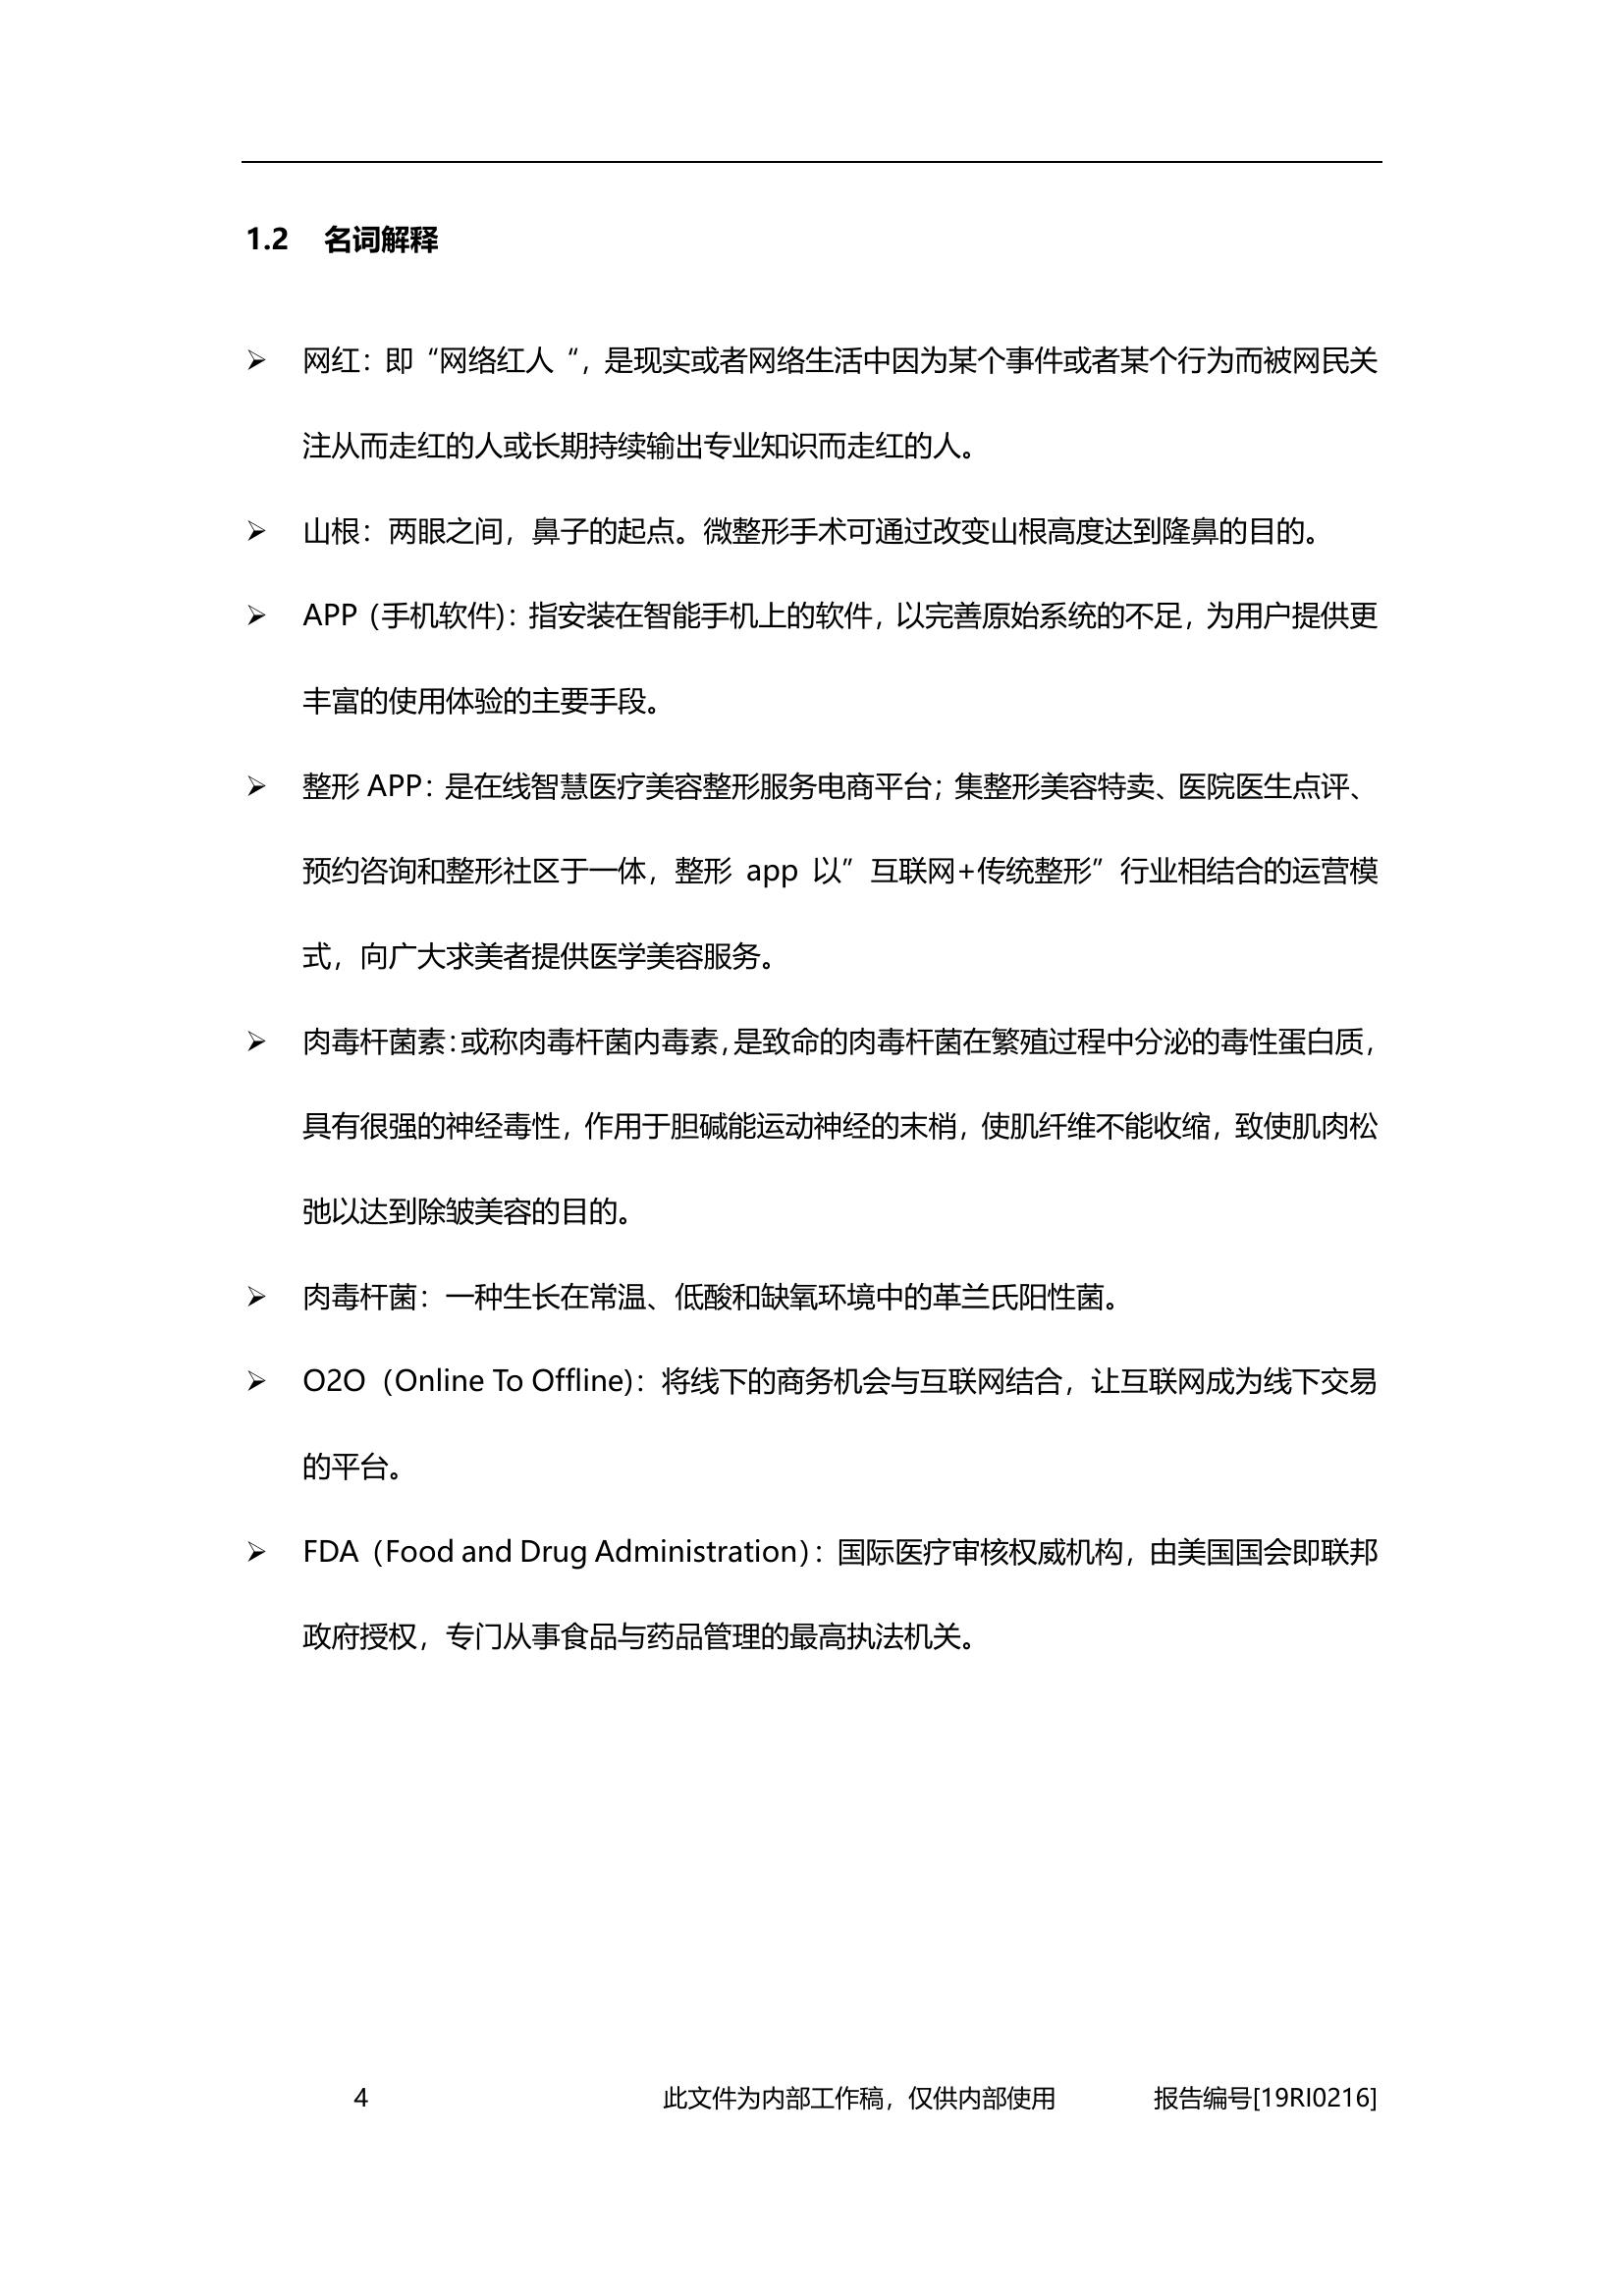 1.2 名词解释
➢ 网红：即“网络红人“，是现实或者网络生活中因为某个事件或者某个行为而被网民关
注从而走红的人或长期持续输出专业知识而走红的人。
➢ 山根：两眼之间，鼻子的起点。微整形手术可通过改变山根高度达到隆鼻的目的。
➢ APP（手机软件)：指安装在智能手机上的软件，以完善原始系统的不足，为用户提供更
丰富的使用体验的主要手段。
➢ 整形 APP：是在线智慧医疗美容整形服务电商平台；集整形美容特卖、医院医生点评、
预约咨询和整形社区于一体，整形 app 以”互联网+传统整形”行业相结合的运营模
式，向广大求美者提供医学美容服务。
➢ 肉毒杆菌素：或称肉毒杆菌内毒素，是致命的肉毒杆菌在繁殖过程中分泌的毒性蛋白质，
具有很强的神经毒性，作用于胆碱能运动神经的末梢，使肌纤维不能收缩，致使肌肉松
弛以达到除皱美容的目的。
➢ 肉毒杆菌：一种生长在常温、低酸和缺氧环境中的革兰氏阳性菌。
➢ O2O（Online To Offline)：将线下的商务机会与互联网结合，让互联网成为线下交易
的平台。
➢ FDA（Food and Drug Administration）：国际医疗审核权威机构，由美国国会即联邦
政府授权，专门从事食品与药品管理的最高执法机关。
4 此文件为内部工作稿，仅供内部使用 报告编号[19RI0216]